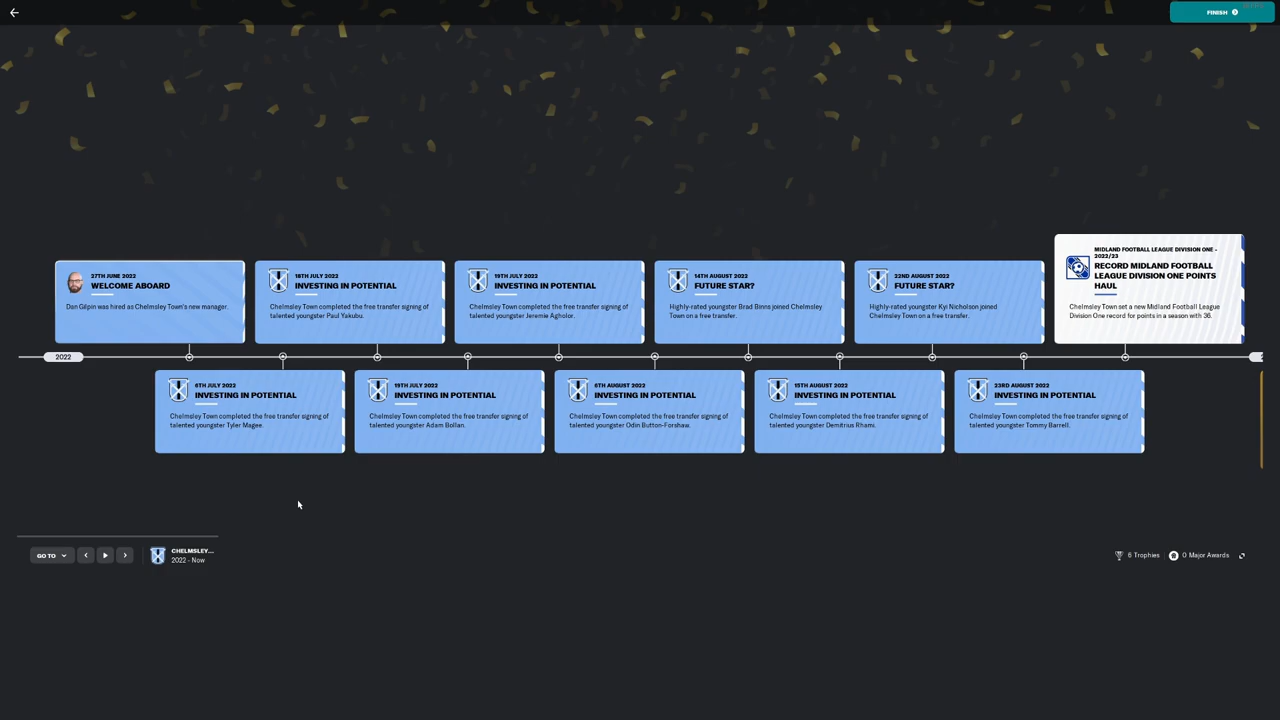 FINISH
27TH JUNE 2022
WELCOME ABOARD
Dan Gilpin was hired as Chelmsley Town's new manager.
18TH JULY 2022
INVESTING IN POTENTIAL
Chelmsley Town completed the free transfer signing of
talented youngster Paul Yakubu.
19TH JULY 2022
INVESTING IN POTENTIAL
Chelmsley Town completed the free transfer signing of
talented youngster Jeremie Agholor.
14TH AUGUST 2022
FUTURE STAR?
Highly-rated youngster Brad Binns joined Chelmsley
Town on a free transfer.
22ND AUGUST 2022
FUTURE STAR?
Highly-rated youngster Kyi Nicholson joined
Chelmsley Town on a free transfer.
MIDLAND FOOTBALL LEAGUE DIVISION ONE -
2022/23
RECORD MIDLAND FOOTBALL
LEAGUE DIVISION ONE POINTS
HAUL
Chelmsley Town set a new Midland Football League
Division One record for points in a season with 36.
2022
6TH JULY 2022
INVESTING IN POTENTIAL
Chelmsley Town completed the free transfer signing of
talented youngster Tyler Magee.
19TH JULY 2022
INVESTING IN POTENTIAL
Chelmsley Town completed the free transfer signing of
talented youngster Adam Bollan.
6TH AUGUST 2022
INVESTING IN POTENTIAL
Chelmsley Town completed the free transfer signing of
talented youngster Odin Button-Forshaw.
15TH AUGUST 2022
INVESTING IN POTENTIAL
Chelmsley Town completed the free transfer signing of
talented youngster Demitrius Rhami.
23RD AUGUST 2022
INVESTING IN POTENTIAL
Chelmsley Town completed the free transfer signing of
talented youngster Tommy Barrell.
GO TO
CHELMSLEY...
2022 - Now
6 Trophies
0 Major Awards